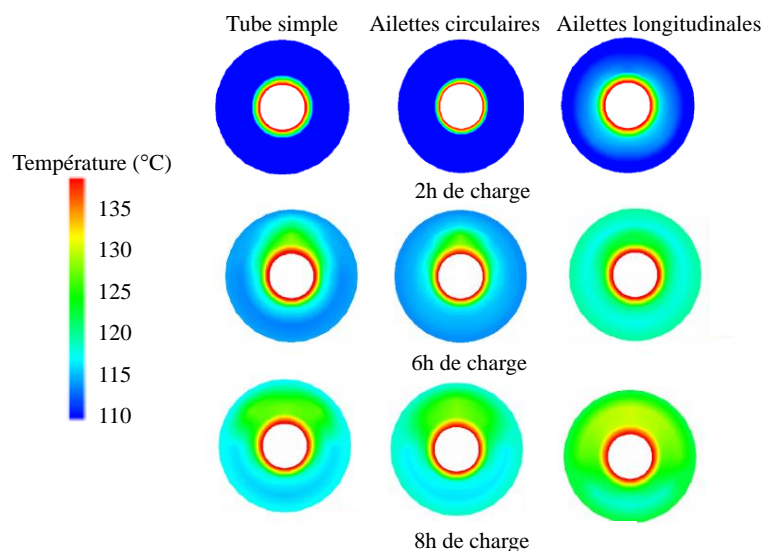 Tube simple
Ailettes circulaires
Ailettes longitudinales
2h de charge
Température (°C)
135
130
125
120
115
110
6h de charge
8h de charge